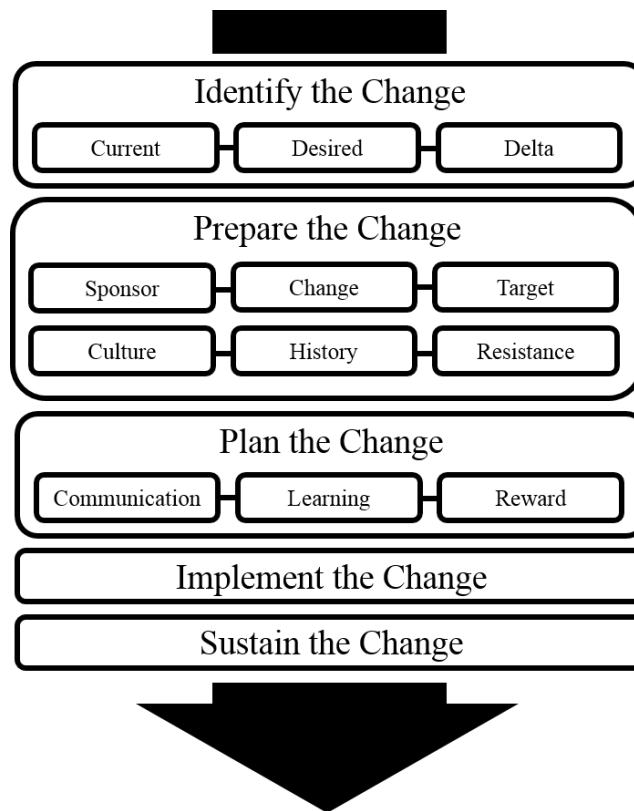 Identify the Change
Current Desired Delta
Prepare the Change
Sponsor Change Target
Culture History Resistance
Plan the Change
Communication Learning Reward
Implement the Change
Sustain the Change